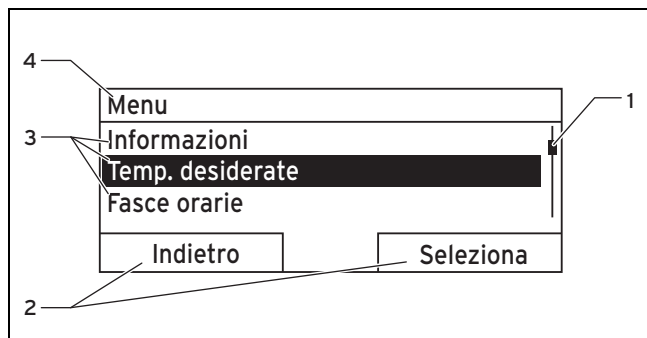 4
Menu
1
3
Informazioni
Temp. desiderate
Fasce orarie
Indietro
Seleziona
2